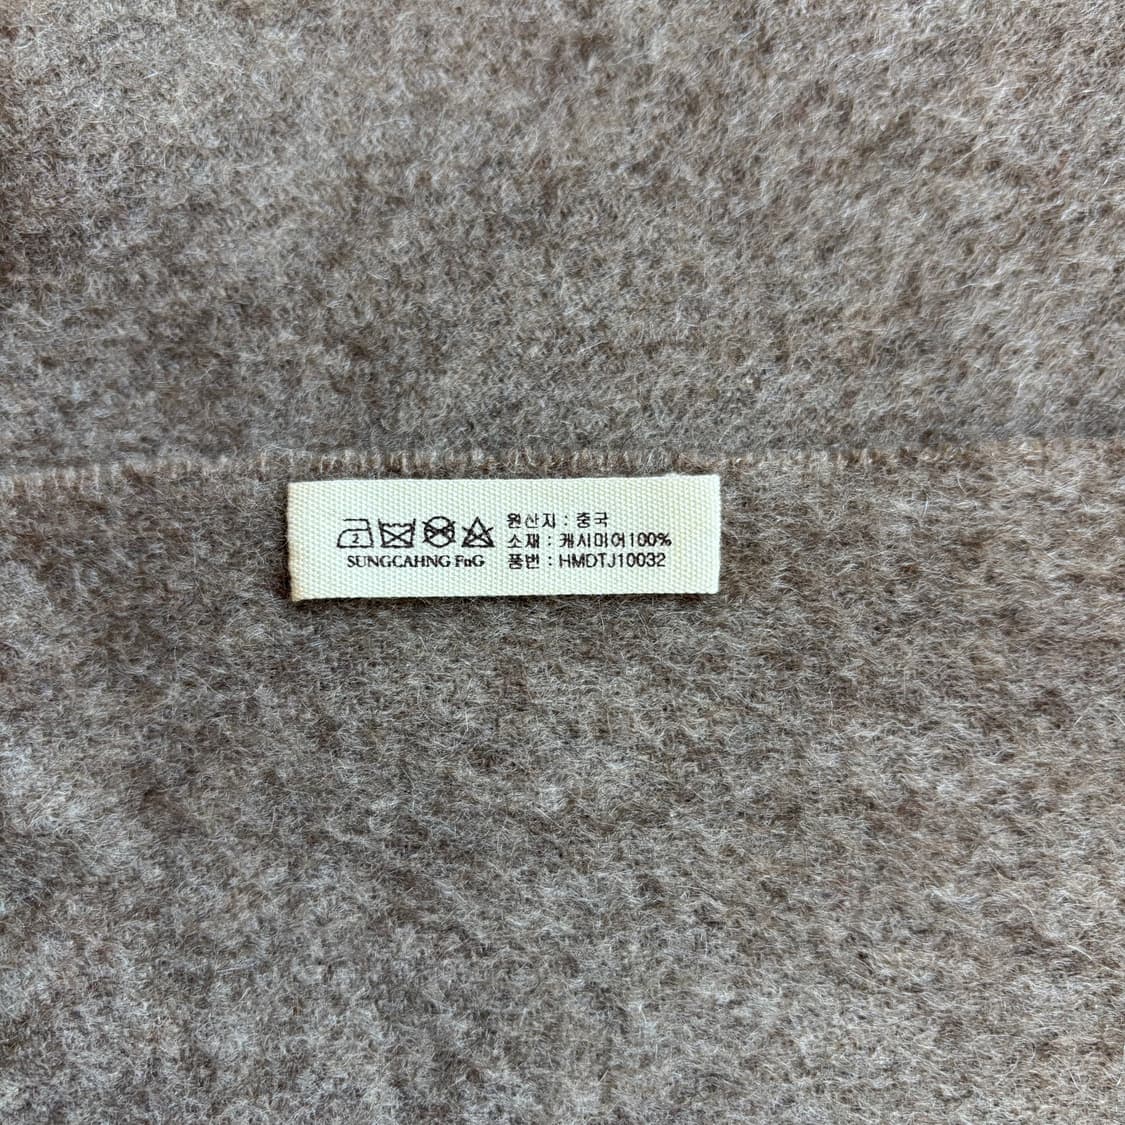 원산지 : 중국
소재 : 캐시미어100%
SUNGCAHNG FnG
품번 : HMDTJ10032